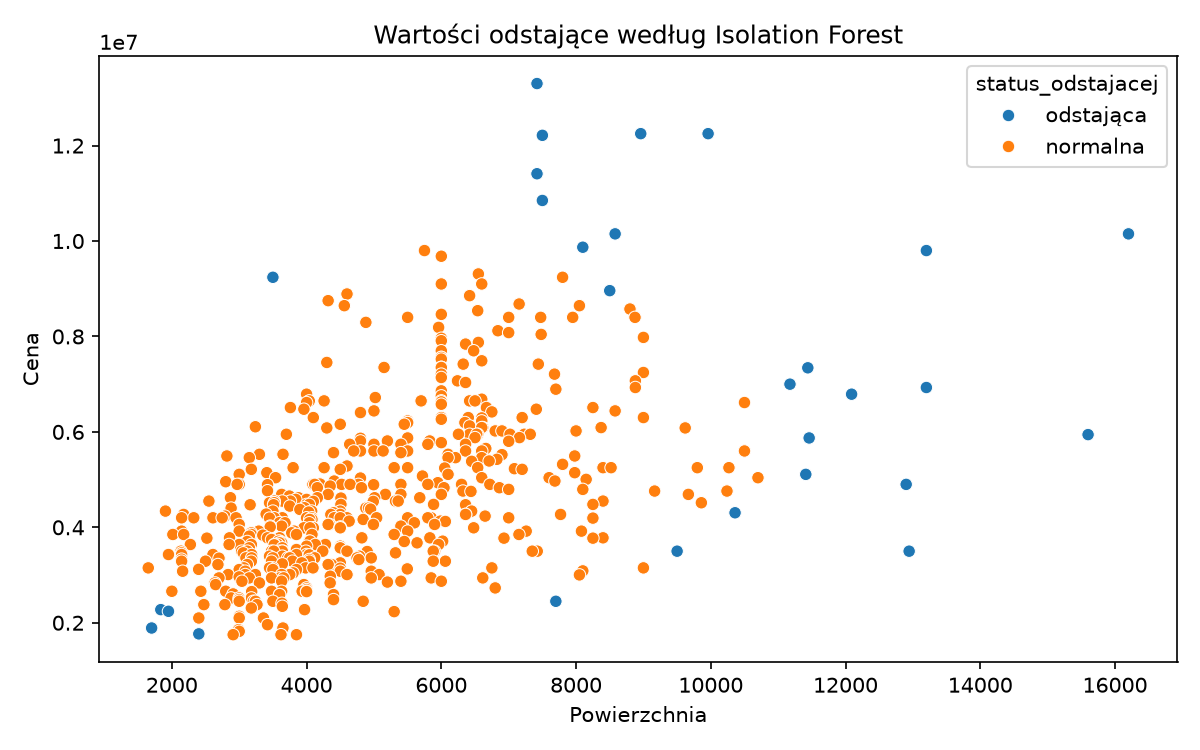 Wartości odstające według Isolation Forest
1e7
status_odstajacej
odstająca
normalna
1.2
1.0
0.8
0.6
0.4
0.2
Cena
2000 4000 6000 8000 10000 12000 14000 16000
Powierzchnia